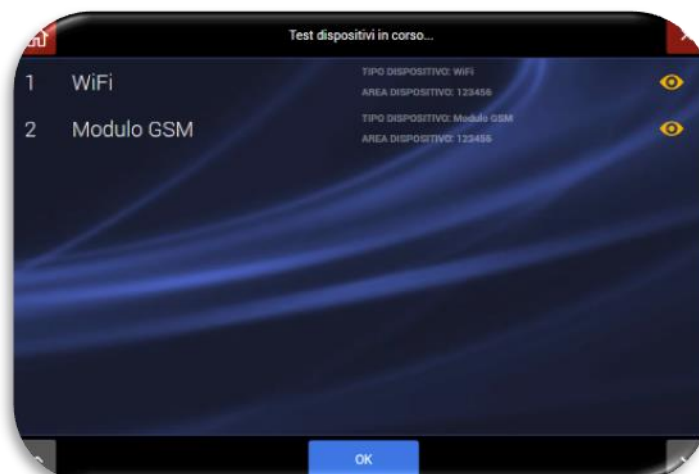 Test dispositivi in corso...
1 WiFi
TIPO DISPOSITIVO: WiFi
AREA DISPOSITIVO: 123456
2 Modulo GSM
TIPO DISPOSITIVO: Modulo GSM
AREA DISPOSITIVO: 123456
OK